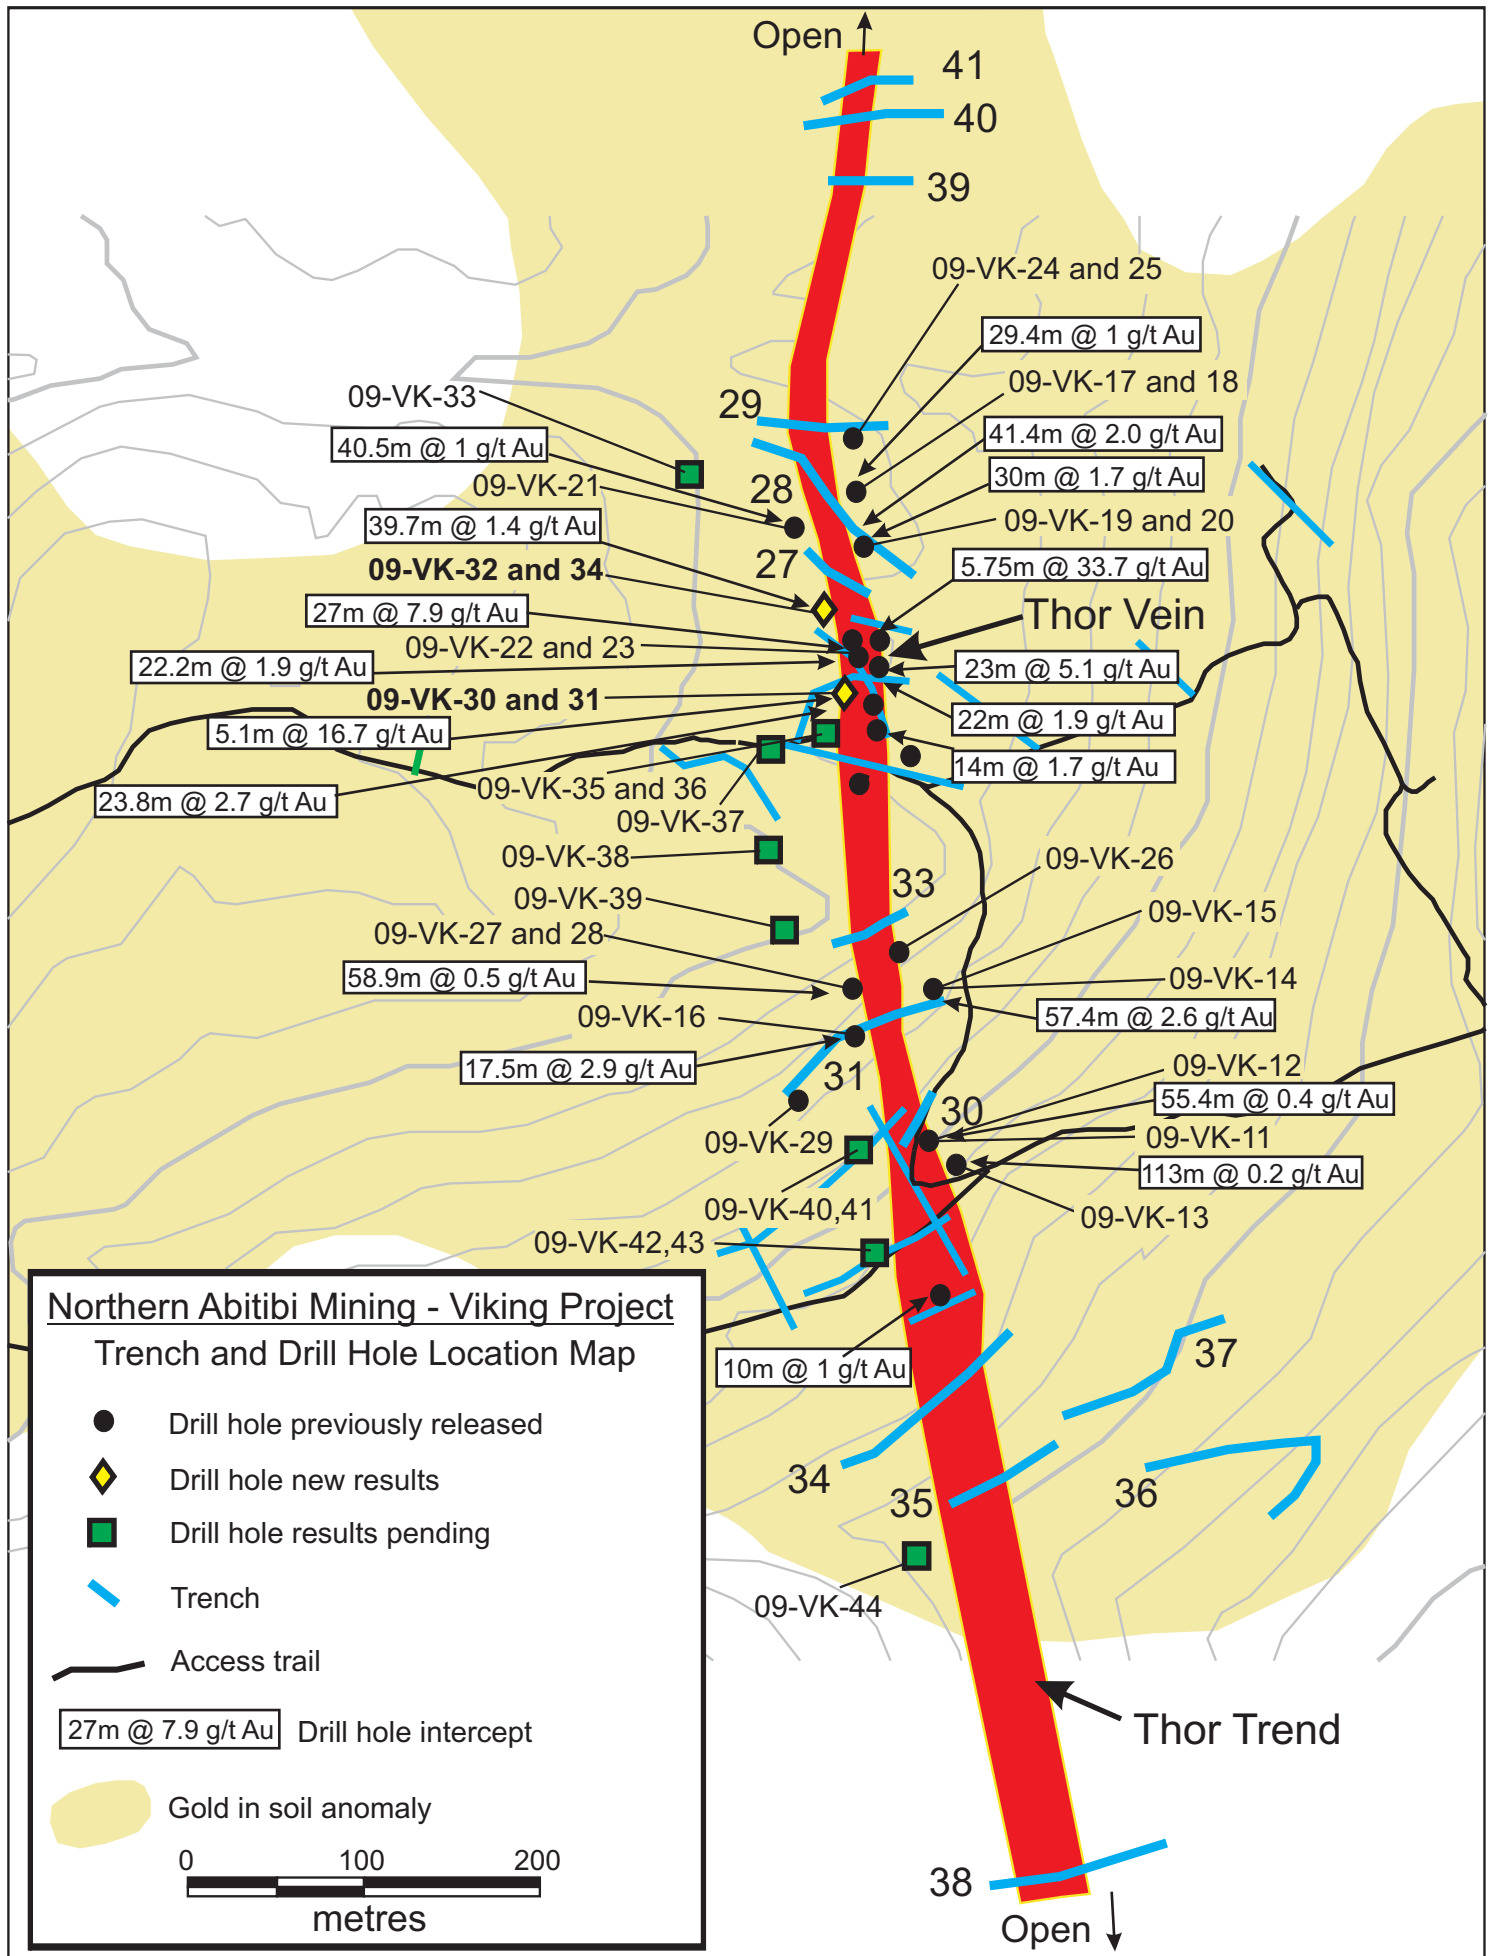 Open
41
40
39
09-VK-24 and 25
29.4m @ 1 g/t Au
09-VK-17 and 18
09-VK-33
29
40.5m @ 1 g/t Au
41.4m @ 2.0 g/t Au
09-VK-21
28
30m @ 1.7 g/t Au
39.7m @ 1.4 g/t Au
09-VK-19 and 20
09-VK-32 and 34
27
5.75m @ 33.7 g/t Au
27m @ 7.9 g/t Au
Thor Vein
09-VK-22 and 23
22.2m @ 1.9 g/t Au
23m @ 5.1 g/t Au
09-VK-30 and 31
22m @ 1.9 g/t Au
5.1m @ 16.7 g/t Au
14m @ 1.7 g/t Au
09-VK-35 and 36
23.8m @ 2.7 g/t Au
09-VK-37
09-VK-38
09-VK-26
33
09-VK-39
09-VK-15
09-VK-27 and 28
58.9m @ 0.5 g/t Au
09-VK-14
09-VK-16
57.4m @ 2.6 g/t Au
17.5m @ 2.9 g/t Au
31
09-VK-12
55.4m @ 0.4 g/t Au
30
09-VK-29
09-VK-11
113m @ 0.2 g/t Au
09-VK-40,41
09-VK-13
09-VK-42,43
10m @ 1 g/t Au
37
34
35
36
09-VK-44
Thor Trend
38
Open
Northern Abitibi Mining - Viking Project
Trench and Drill Hole Location Map
Drill hole previously released
Drill hole new results
Drill hole results pending
Trench
Access trail
27m @ 7.9 g/t Au Drill hole intercept
Gold in soil anomaly
0 100 200
metres